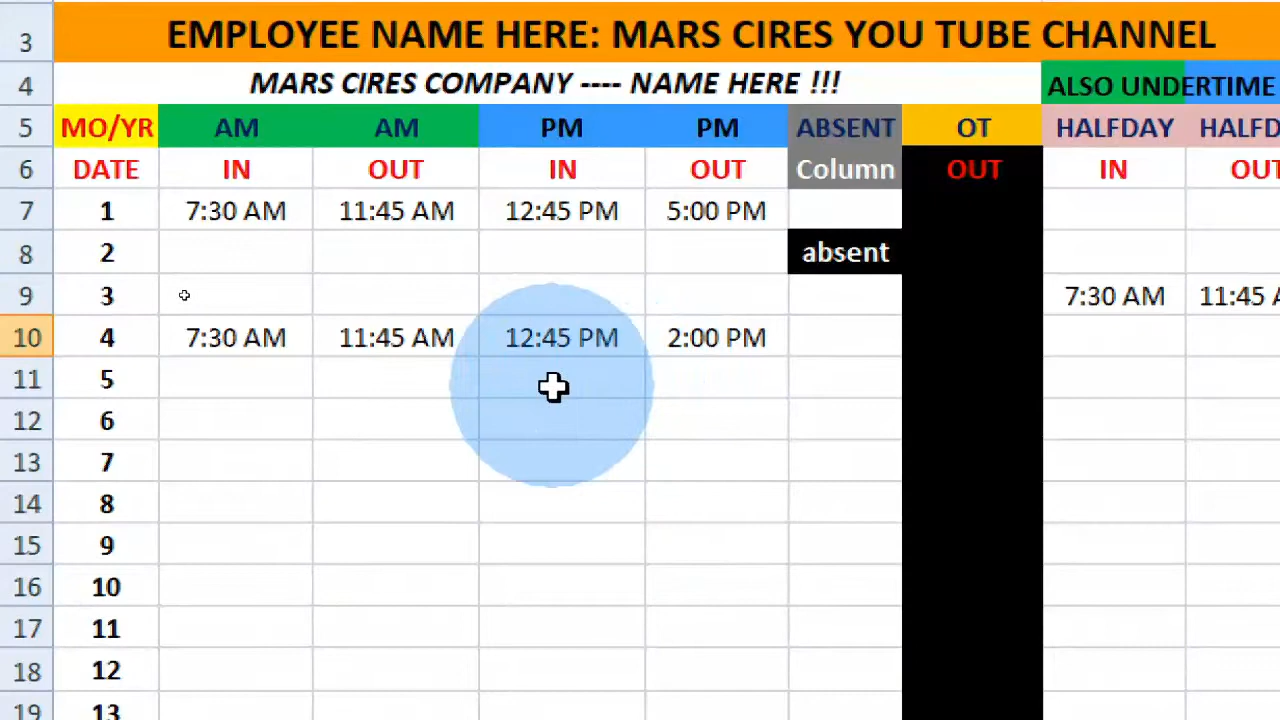 3 EMPLOYEE NAME HERE: MARS CIRES YOU TUBE CHANNEL
4 MARS CIRES COMPANY ---- NAME HERE !!! ALSO UNDERTIME
5 MO/YR AM AM PM PM ABSENT OT HALFDAY HALFD
6 DATE IN OUT IN OUT Column OUT IN OUT
7 1 7:30 AM 11:45 AM 12:45 PM 5:00 PM
8 2 absent
9 3 7:30 AM 11:45 A
10 4 7:30 AM 11:45 AM 12:45 PM 2:00 PM
11 5
12 6
13 7
14 8
15 9
16 10
17 11
18 12
19 13